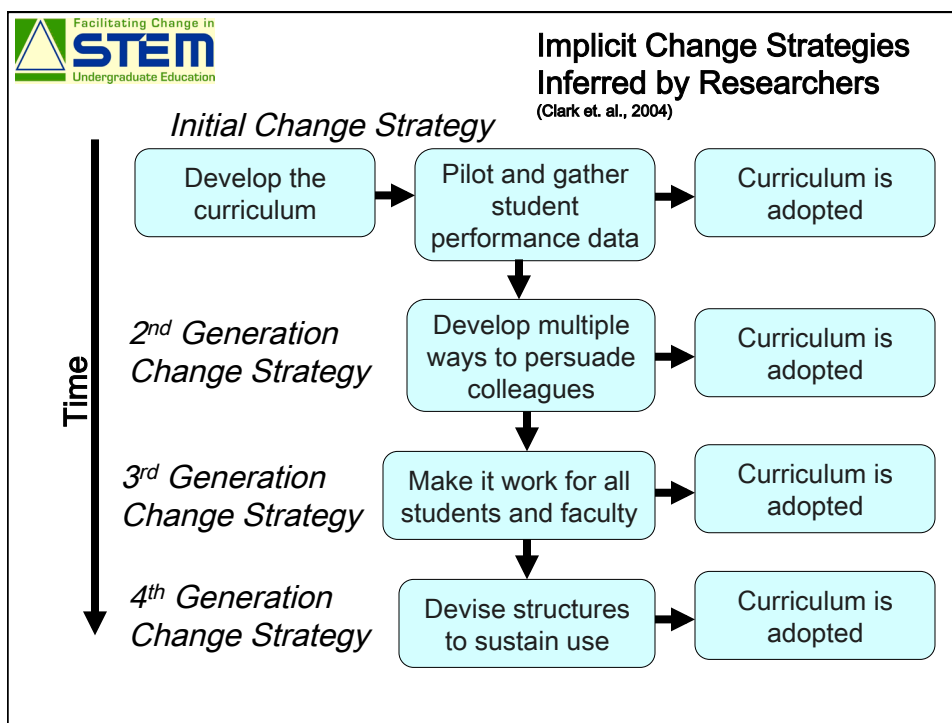 Facilitating Change in
STEM
Undergraduate Education
Implicit Change Strategies
Inferred by Researchers
(Clark et. al., 2004)
Initial Change Strategy
Develop the
curriculum
Pilot and gather
student
performance data
Curriculum is
adopted
Time
2nd Generation
Change Strategy
Develop multiple
ways to persuade
colleagues
Curriculum is
adopted
3rd Generation
Change Strategy
Make it work for all
students and faculty
Curriculum is
adopted
4th Generation
Change Strategy
Devise structures
to sustain use
Curriculum is
adopted